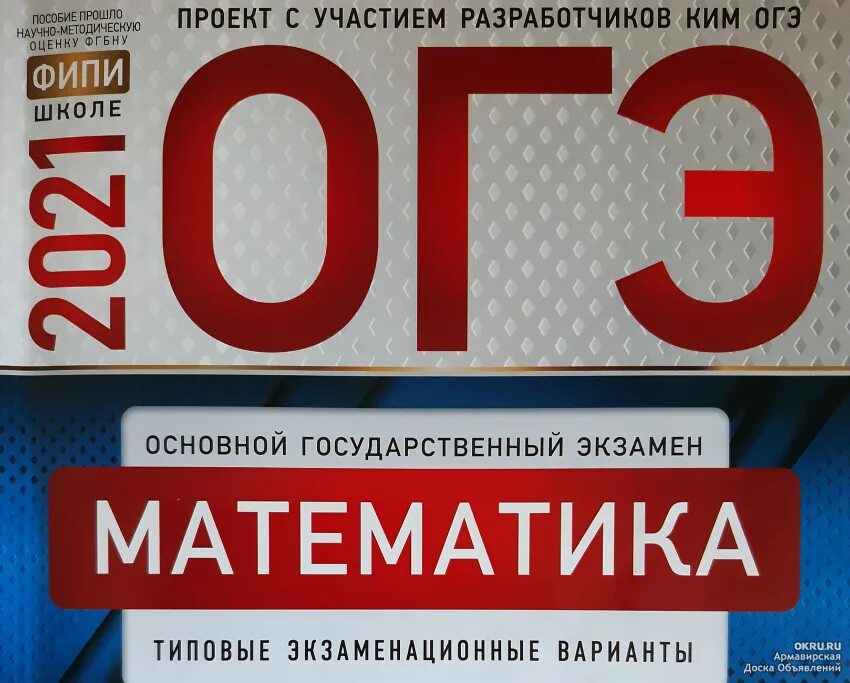 ПОСОБИЕ ПРОШЛО
НАУЧНО-МЕТОДИЧЕСКУЮ
ОЦЕНКУ ФГБНУ
ФИПИ
ШКОЛЕ
ПРОЕКТ С УЧАСТИЕМ РАЗРАБОТЧИКОВ КИМ ОГЭ
2021
ОГЭ
ОСНОВНОЙ ГОСУДАРСТВЕННЫЙ ЭКЗАМЕН
МАТЕМАТИКА
ТИПОВЫЕ ЭКЗАМЕНАЦИОННЫЕ ВАРИАНТЫ
OKRU.RU
Армавирская
Доска Объявлений